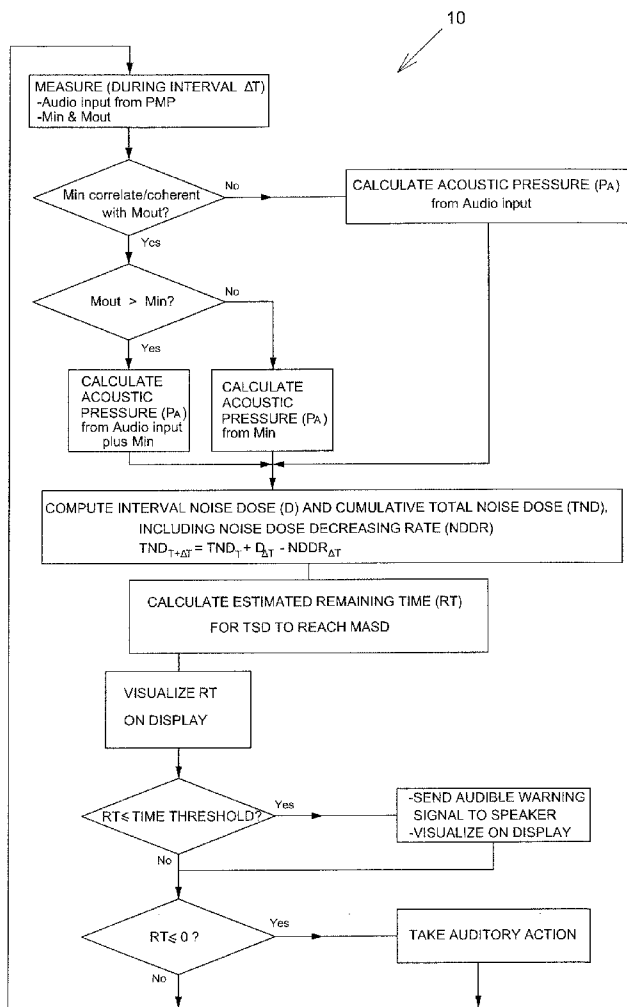 10
MEASURE (DURING INTERVAL ΔT)
-Audio input from PMP
-Min & Mout
Min correlate/coherent
with Mout?
No
CALCULATE ACOUSTIC PRESSURE (PA)
from Audio input
Yes
Mout > Min?
No
Yes
CALCULATE
ACOUSTIC
PRESSURE (PA)
from Audio input
plus Min
CALCULATE
ACOUSTIC
PRESSURE (PA)
from Min
COMPUTE INTERVAL NOISE DOSE (D) AND CUMULATIVE TOTAL NOISE DOSE (TND),
INCLUDING NOISE DOSE DECREASING RATE (NDDR)
TND T+ΔT = TND T + D ΔT - NDDR ΔT
CALCULATE ESTIMATED REMAINING TIME (RT)
FOR TSD TO REACH MASD
VISUALIZE RT
ON DISPLAY
RT≤ TIME THRESHOLD?
Yes
-SEND AUDIBLE WARNING
SIGNAL TO SPEAKER
-VISUALIZE ON DISPLAY
No
RT≤ 0 ?
Yes
TAKE AUDITORY ACTION
No